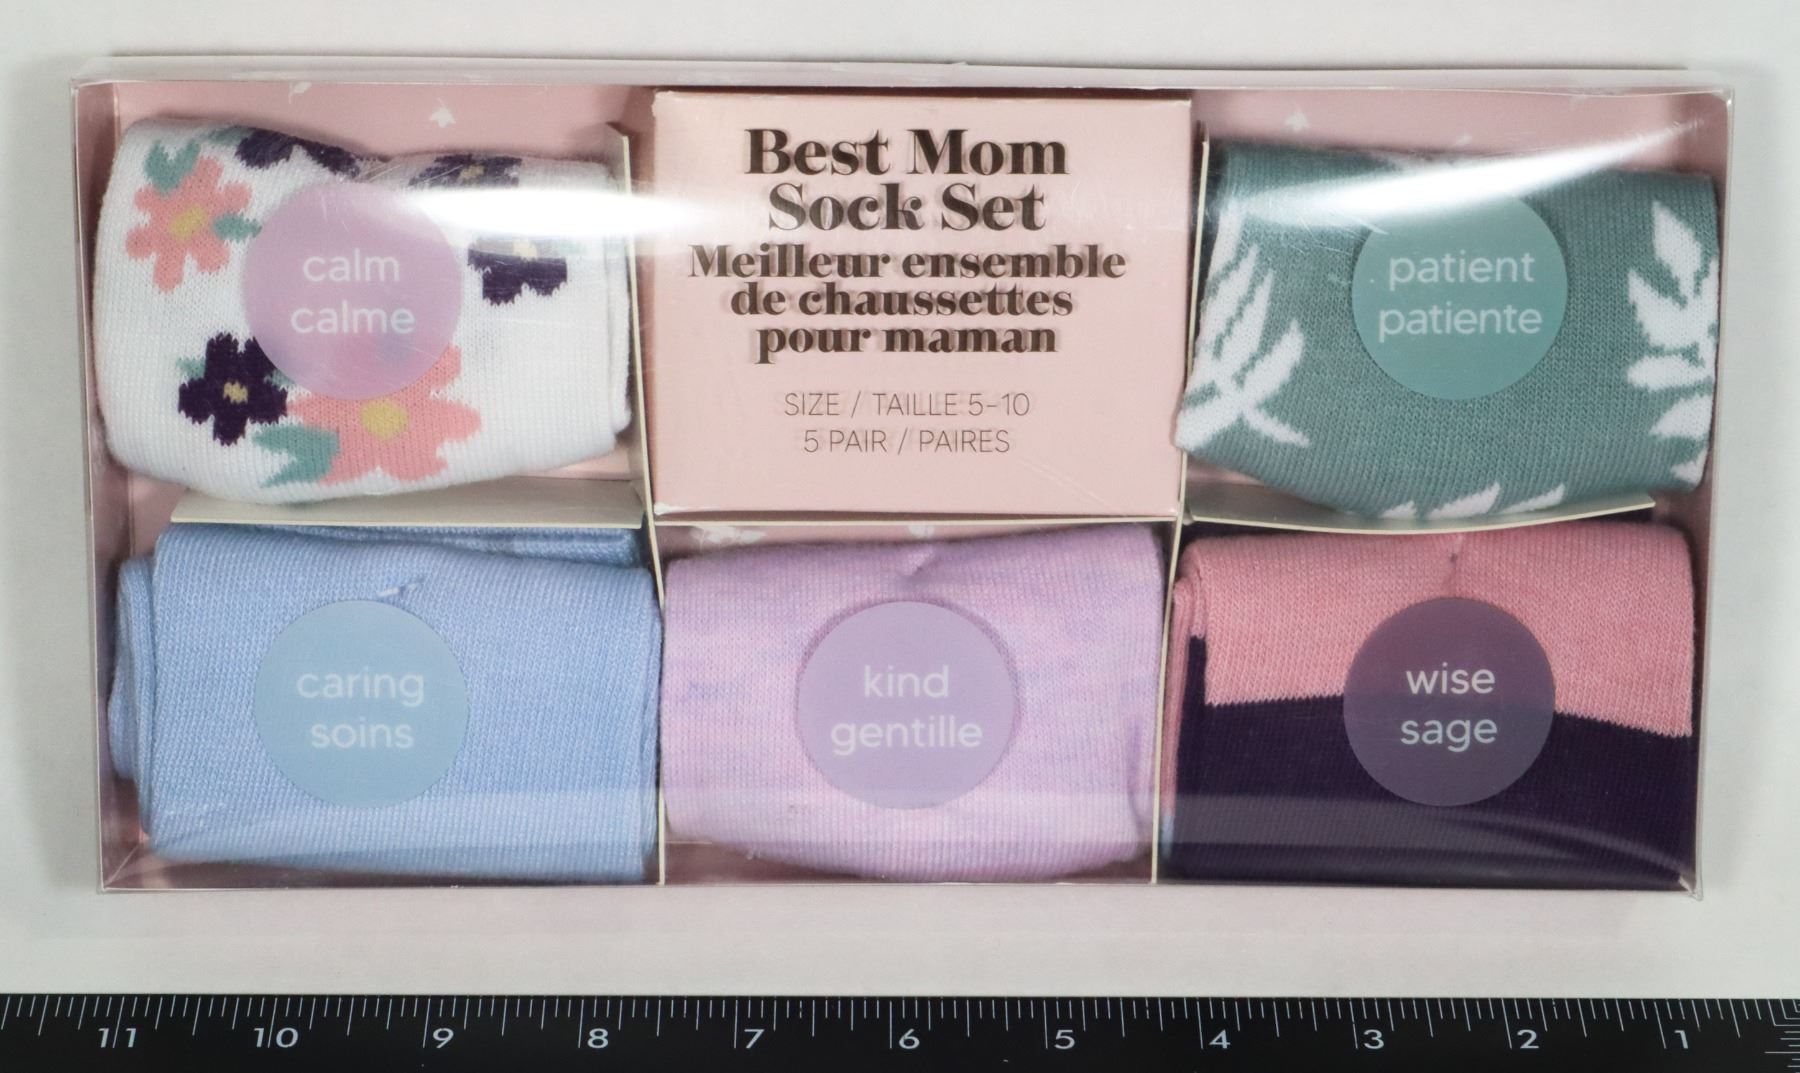 calm
calme
Best Mom
Sock Set
Meilleur ensemble
de chaussettes
pour maman
SIZE / TAILLE 5-10
5 PAIR / PAIRES
patient
patiente
caring
soins
kind
gentille
wise
sage
11 10 9 8 7 6 5 4 3 2 1